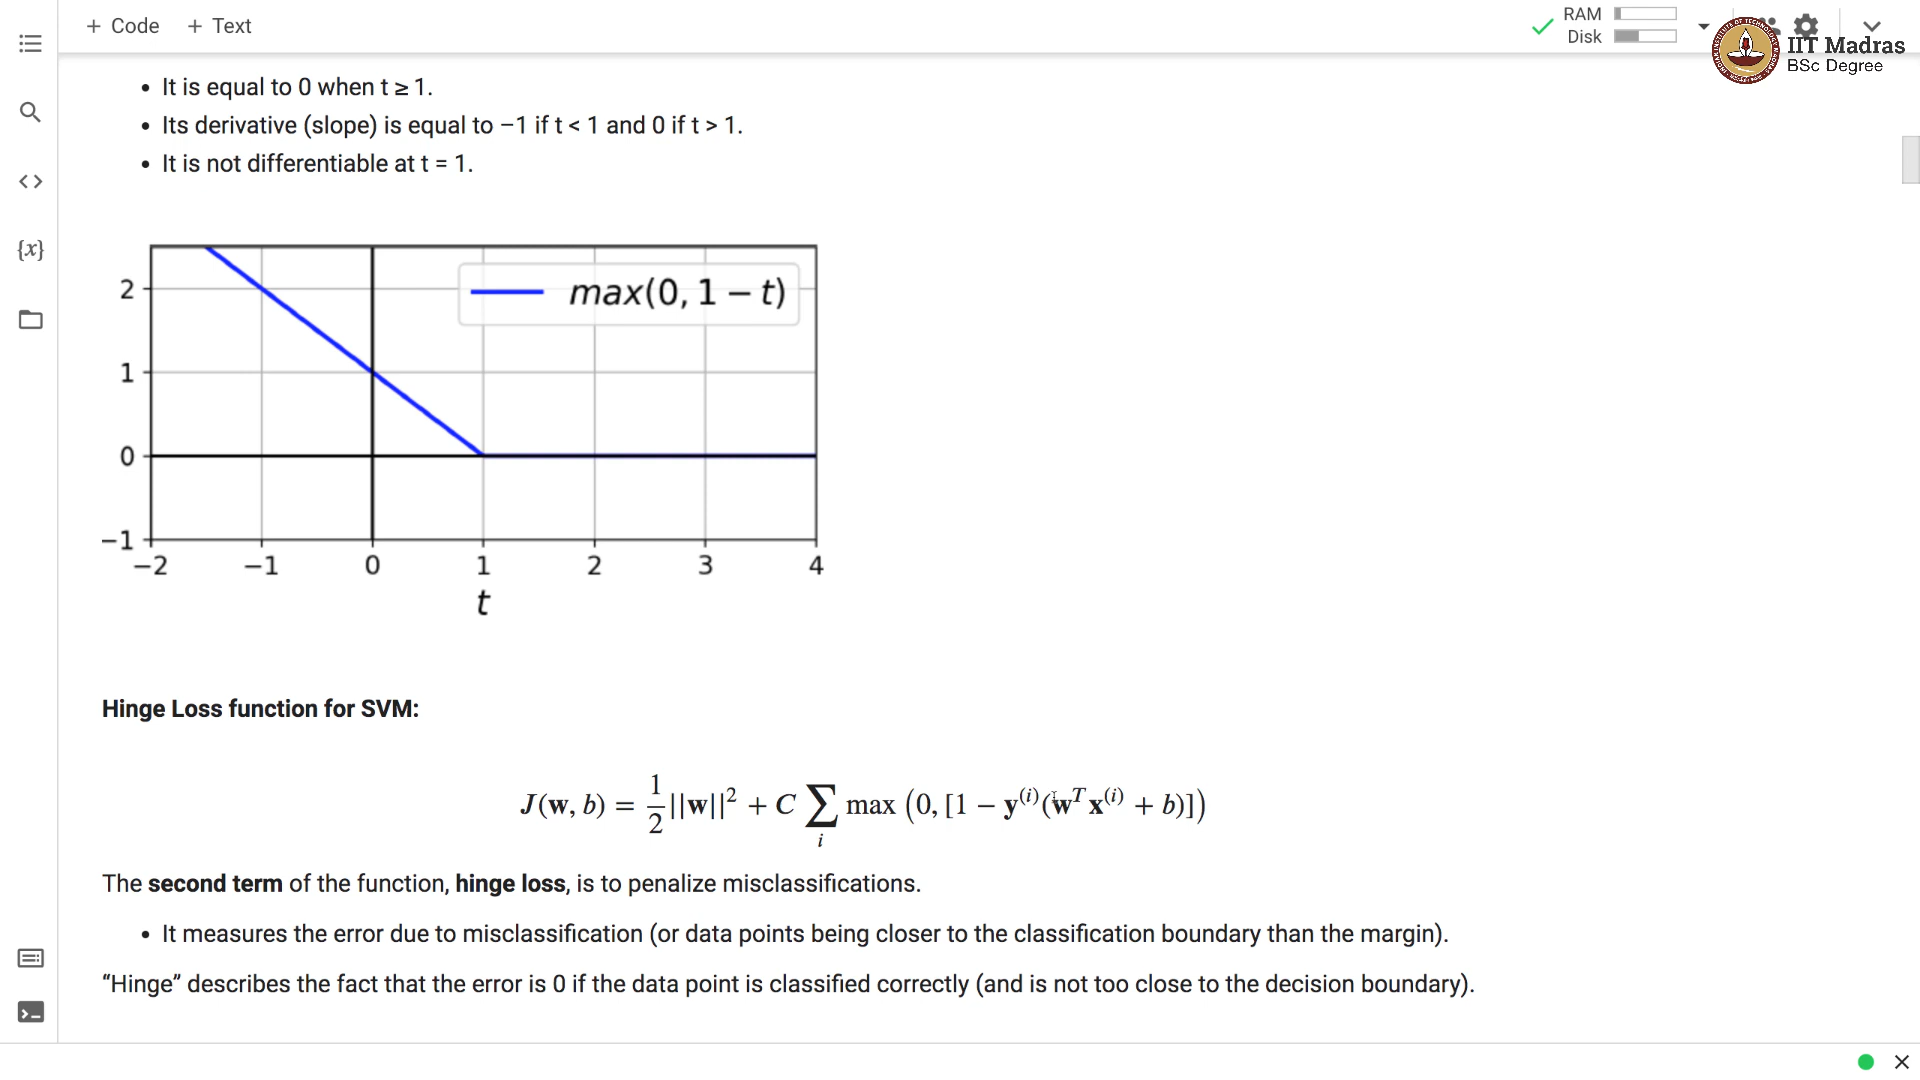 + Code + Text
RAM
Disk
IIT Madras
BSc Degree
• It is equal to 0 when t ≥ 1.
• Its derivative (slope) is equal to −1 if t < 1 and 0 if t > 1.
• It is not differentiable at t = 1.
{x}
max(0, 1 − t)
2
1
0
−1
−2 −1 0 1 2 3 4
t
Hinge Loss function for SVM:
J(w, b) = 1/2 ||w||² + C ∑_i max (0, [1 − y^(i)(w^T x^(i) + b)])
The second term of the function, hinge loss, is to penalize misclassifications.
• It measures the error due to misclassification (or data points being closer to the classification boundary than the margin).
“Hinge” describes the fact that the error is 0 if the data point is classified correctly (and is not too close to the decision boundary).